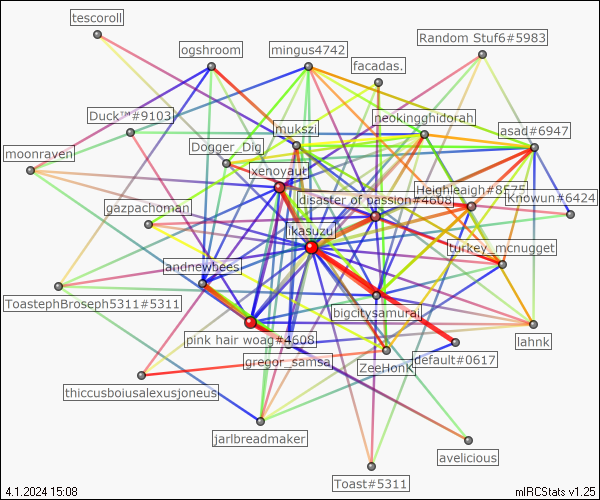 tescoroll
ogshroom
mingus4742
Random Stuf6#5983
facadas.
Duck™#9103
mukszi
neokingghidorah
asad#6947
Dogger_Dig
moonraven
xenoyaut
disaster of passion#4608
Heighleaigh#8575
Knowun#6424
gazpachoman
ikasuzu
turkey_mcnugget
andnewbees
ToastephBroseph5311#5311
bigcitysamurai
pink hair woag#4608
lahnk
gregor_samsa
default#0617
ZeeHonk
thiccusboiusalexusjoneus
jarlbreadmaker
avelicious
Toast#5311
4.1.2024 15:08
mIRCStats v1.25